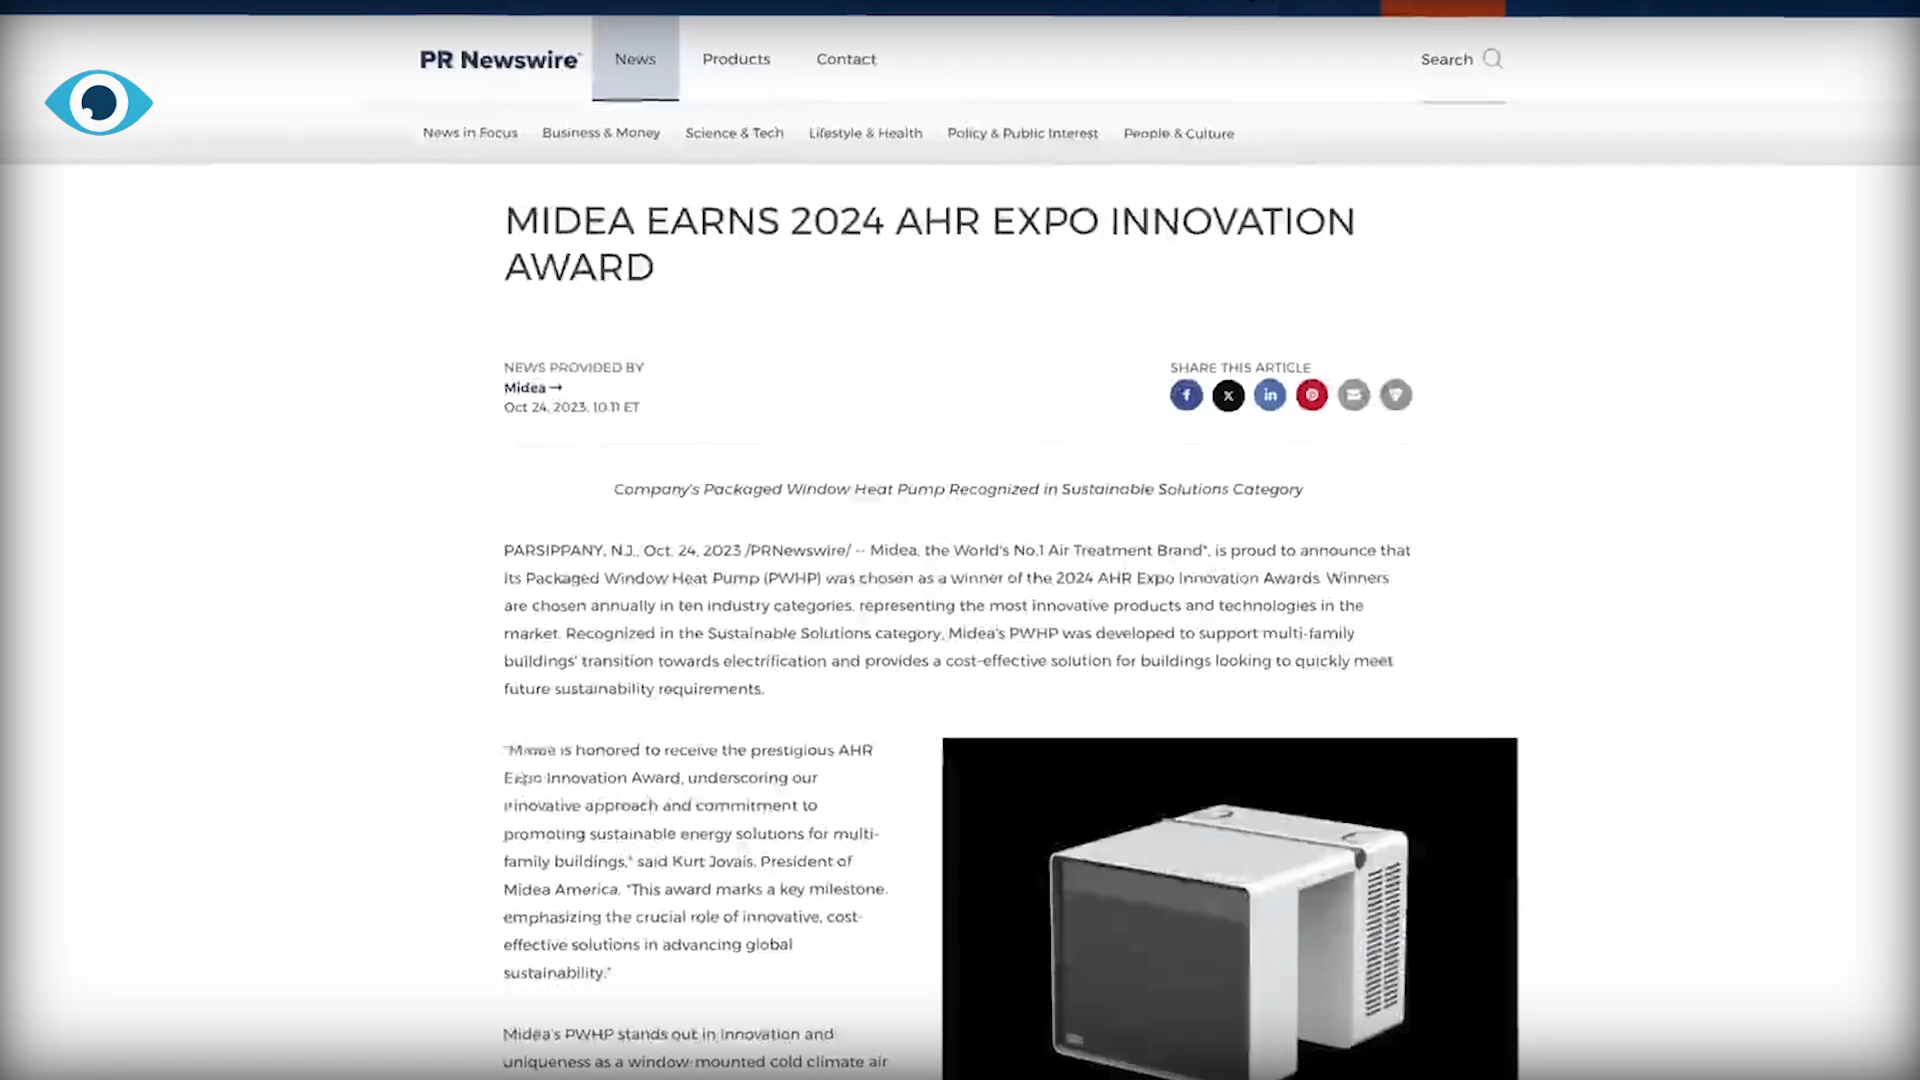 PR Newswire
News
Products
Contact
Search
News in Focus
Business & Money
Science & Tech
Lifestyle & Health
Policy & Public Interest
People & Culture
MIDEA EARNS 2024 AHR EXPO INNOVATION
AWARD
NEWS PROVIDED BY
Midea →
Oct 24, 2023, 10:11 ET
SHARE THIS ARTICLE
Company's Packaged Window Heat Pump Recognized in Sustainable Solutions Category
PARSIPPANY, N.J., Oct. 24, 2023 /PRNewswire/ -- Midea, the World's No.1 Air Treatment Brand*, is proud to announce that
its Packaged Window Heat Pump (PWHP) was chosen as a winner of the 2024 AHR Expo Innovation Awards. Winners
are chosen annually in ten industry categories, representing the most innovative products and technologies in the
market. Recognized in the Sustainable Solutions category, Midea's PWHP was developed to support multi-family
buildings' transition towards electrification and provides a cost-effective solution for buildings looking to quickly meet
future sustainability requirements.
"Midea is honored to receive the prestigious AHR
Expo Innovation Award, underscoring our
innovative approach and commitment to
promoting sustainable energy solutions for multi-
family buildings," said Kurt Jovais, President of
Midea America. "This award marks a key milestone,
emphasizing the crucial role of innovative, cost-
effective solutions in advancing global
sustainability."
Midea's PWHP stands out in innovation and
uniqueness as a window-mounted cold climate air